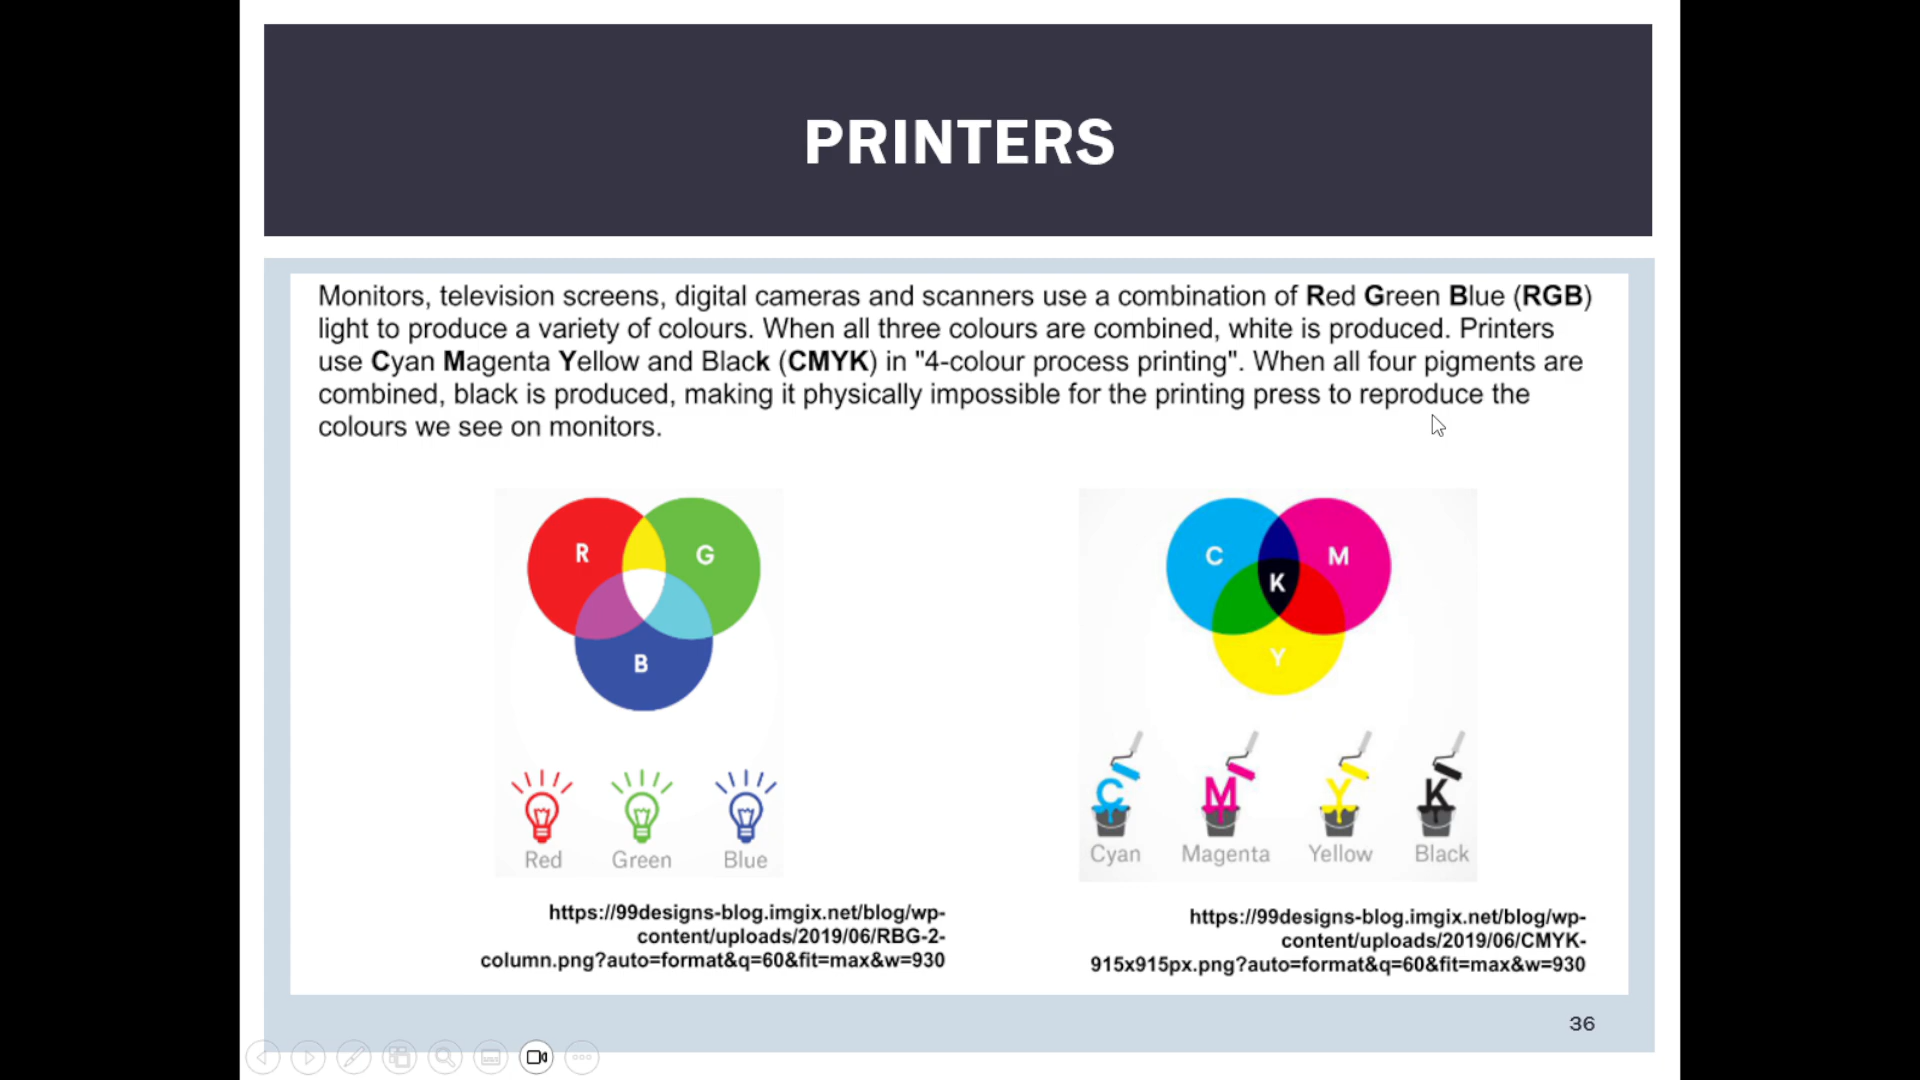 PRINTERS
Monitors, television screens, digital cameras and scanners use a combination of Red Green Blue (RGB)
light to produce a variety of colours. When all three colours are combined, white is produced. Printers
use Cyan Magenta Yellow and Black (CMYK) in "4-colour process printing". When all four pigments are
combined, black is produced, making it physically impossible for the printing press to reproduce the
colours we see on monitors.
R
G
B
Red
Green
Blue
https://99designs-blog.imgix.net/blog/wp-
content/uploads/2019/06/RBG-2-
column.png?auto=format&q=60&fit=max&w=930
C
M
K
Y
C
M
Y
K
Cyan
Magenta
Yellow
Black
https://99designs-blog.imgix.net/blog/wp-
content/uploads/2019/06/CMYK-
915x915px.png?auto=format&q=60&fit=max&w=930
36